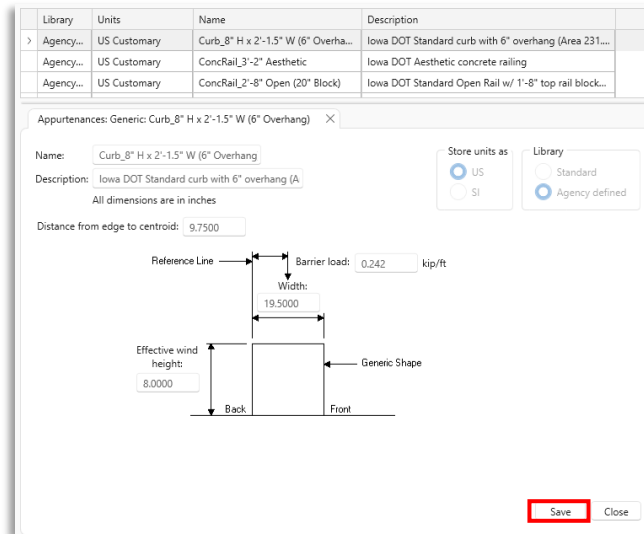 Library Units Name Description
> Agency... US Customary Curb_8" H x 2'-1.5" W (6" Overha... Iowa DOT Standard curb with 6" overhang (Area 231....
Agency... US Customary ConcRail_3'-2" Aesthetic Iowa DOT Aesthetic concrete railing
Agency... US Customary ConcRail_2'-8" Open (20" Block) Iowa DOT Standard Open Rail w/ 1'-8" top rail block...
Appurtenances: Generic: Curb_8" H x 2'-1.5" W (6" Overhang) X
Name: Curb_8" H x 2'-1.5" W (6" Overhang
Store units as
US
SI
Library
Standard
Agency defined
Description: Iowa DOT Standard curb with 6" overhang (A
All dimensions are in inches
Distance from edge to centroid: 9.7500
Reference Line
Barrier load: 0.242 kip/ft
Width:
19.5000
Effective wind
height:
8.0000
Generic Shape
Back Front
Save Close